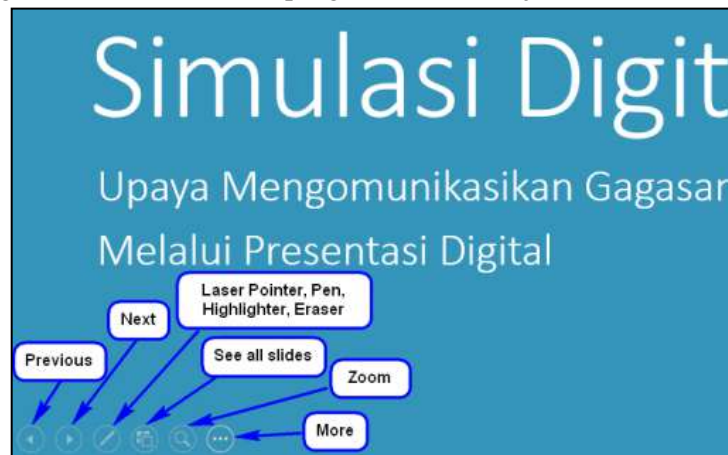 Simulasi Digit
Upaya Mengomunikasikan Gagasan
Melalui Presentasi Digital
Laser Pointer, Pen,
Highlighter, Eraser
Next
See all slides
Previous
Zoom
More